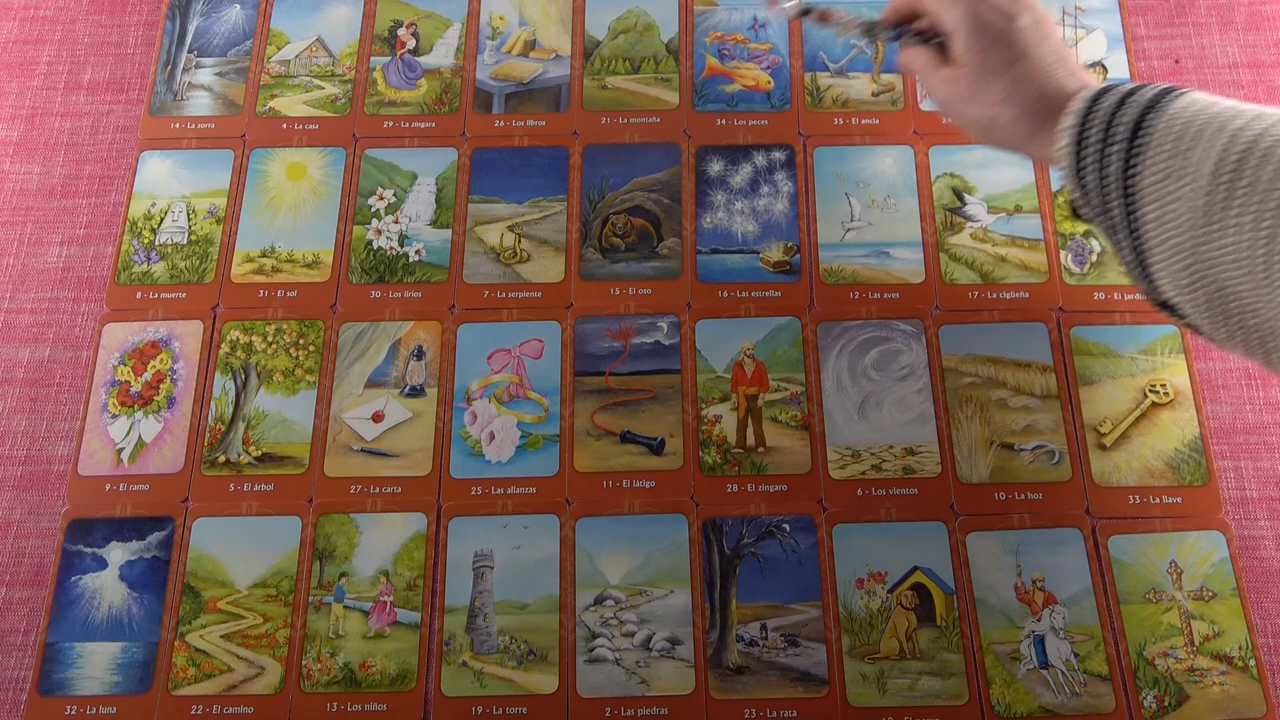 14 - La zorra
4 - La casa
29 - La zíngara
26 - Los libros
21 - La montaña
34 - Los peces
35 - El ancla
8 - La muerte
31 - El sol
30 - Los lirios
7 - La serpiente
15 - El oso
16 - Las estrellas
12 - Las aves
17 - La cigüeña
20 - El jardín
9 - El ramo
5 - El árbol
27 - La carta
25 - Las alianzas
11 - El látigo
28 - El zíngaro
6 - Los vientos
10 - La hoz
33 - La llave
32 - La luna
22 - El camino
13 - Los niños
19 - La torre
2 - Las piedras
23 - La rata